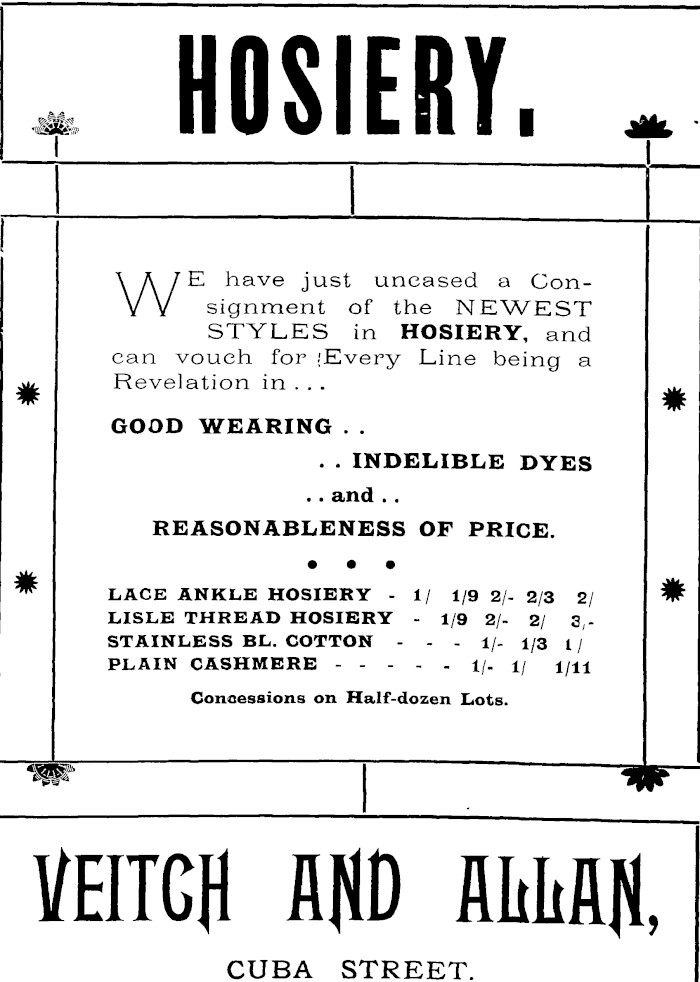 HOSIERY.
WE have just uncased a Con-
signment of the NEWEST
STYLES in HOSIERY, and
can vouch for Every Line being a
Revelation in ...
GOOD WEARING ..
.. INDELIBLE DYES
.. and ..
REASONABLENESS OF PRICE.
• • •
LACE ANKLE HOSIERY - 1/ 1/9 2/- 2/3 2/
LISLE THREAD HOSIERY - 1/9 2/- 2/ 3/-
STAINLESS BL. COTTON - - - 1/- 1/3 1/
PLAIN CASHMERE - - - - - 1/- 1/ 1/11
Concessions on Half-dozen Lots.
VEITCH AND ALLAN,
CUBA STREET.